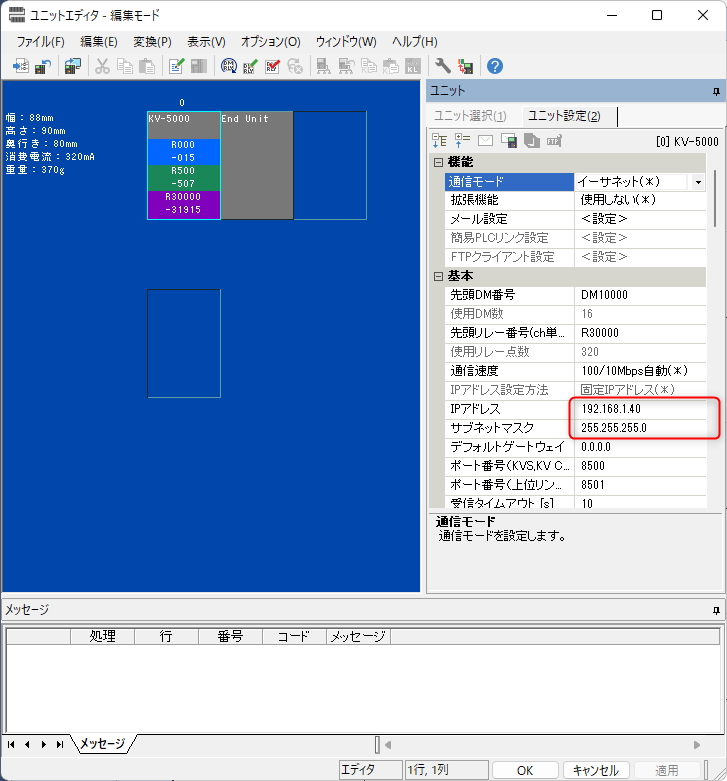 ユニットエディタ - 編集モード
ファイル(F) 編集(E) 変換(P) 表示(V) オプション(O) ウィンドウ(W) ヘルプ(H)
幅：88mm
高さ：90mm
奥行き：80mm
消費電流：320mA
重量：370g
0
KV-5000
End Unit
R000
-015
R500
-507
R30000
-31915
ユニット
ユニット選択(1) ユニット設定(2)
[0] KV-5000
機能
通信モード イーサネット(*)
拡張機能 使用しない(*)
メール設定 <設定>
簡易PLCリンク設定 <設定>
FTPクライアント設定 <設定>
基本
先頭DM番号 DM10000
使用DM数 16
先頭リレー番号(ch単... R30000
使用リレー点数 320
通信速度 100/10Mbps自動(*)
IPアドレス設定方法 固定IPアドレス(*)
IPアドレス 192.168.1.40
サブネットマスク 255.255.255.0
デフォルトゲートウェイ 0.0.0.0
ポート番号(KVS,KV C... 8500
ポート番号(上位リン... 8501
受信タイムアウト [s] 10
通信モード
通信モードを設定します。
メッセージ
処理 行 番号 コード メッセージ
メッセージ
エディタ 1行, 1列 OK キャンセル 適用